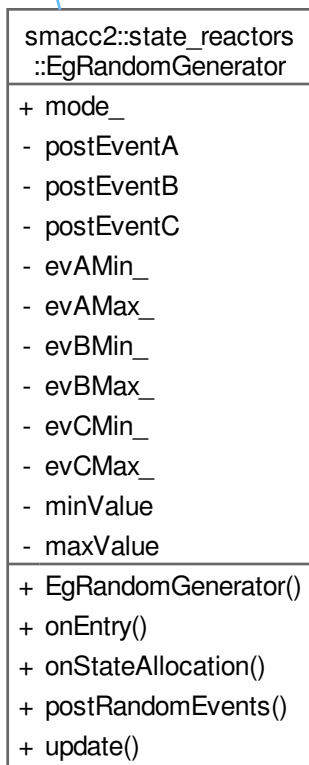 smacc2::state_reactors
::EgRandomGenerator
+ mode_
- postEventA
- postEventB
- postEventC
- evAMin_
- evAMax_
- evBMin_
- evBMax_
- evCMin_
- evCMax_
- minValue
- maxValue
+ EgRandomGenerator()
+ onEntry()
+ onStateAllocation()
+ postRandomEvents()
+ update()